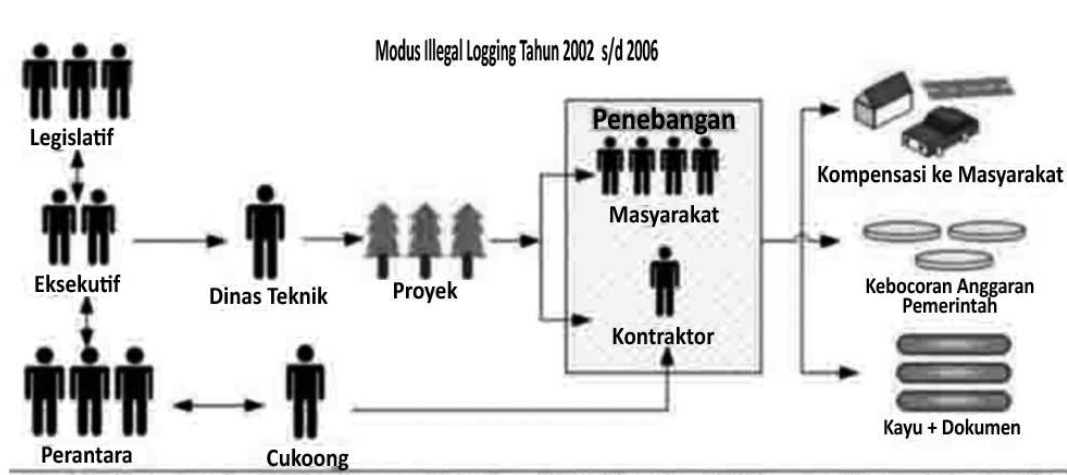 Modus Illegal Logging Tahun 2002 s/d 2006
Legislatif
Eksekutif
Perantara
Dinas Teknik
Cukoong
Proyek
Penebangan
Masyarakat
Kontraktor
Kompensasi ke Masyarakat
Kebocoran Anggaran
Pemerintah
Kayu + Dokumen